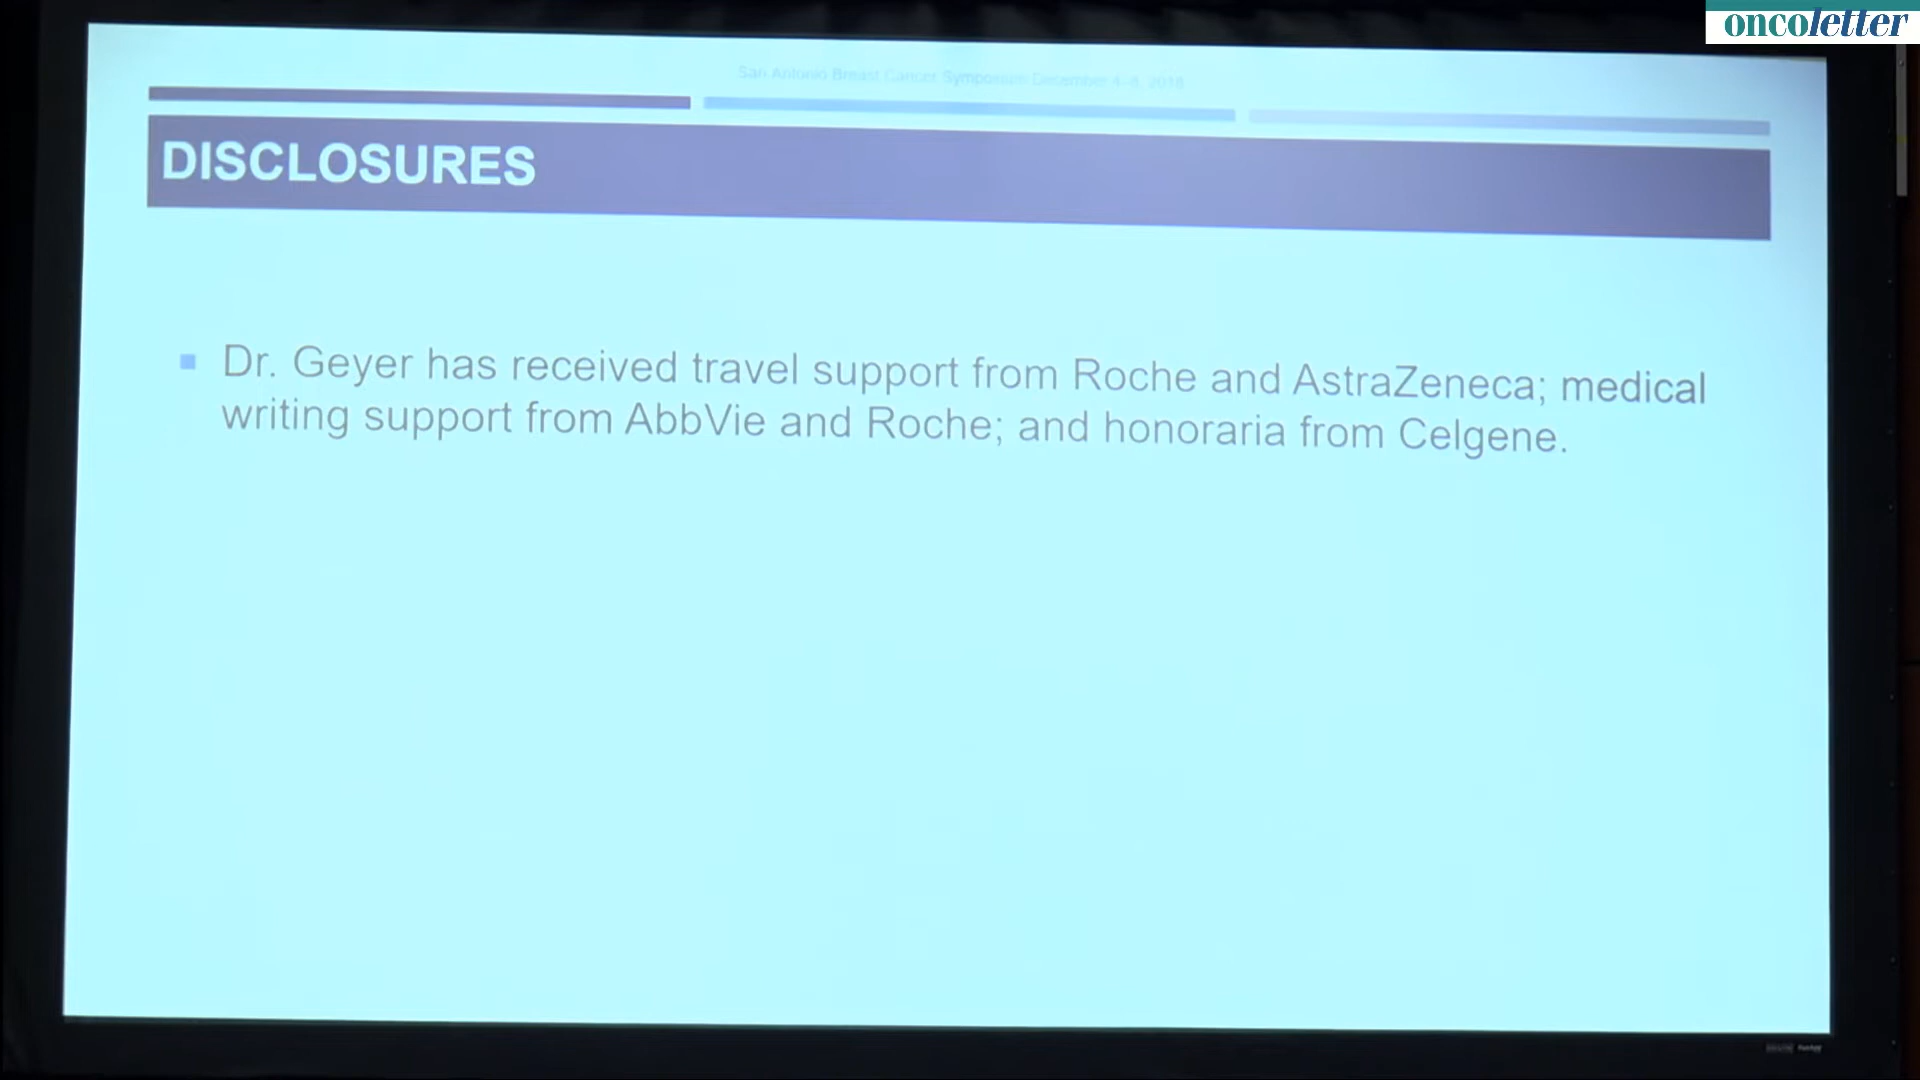 oncoletter
San Antonio Breast Cancer Symposium December 4-8, 2018
DISCLOSURES
Dr. Geyer has received travel support from Roche and AstraZeneca; medical
writing support from AbbVie and Roche; and honoraria from Celgene.